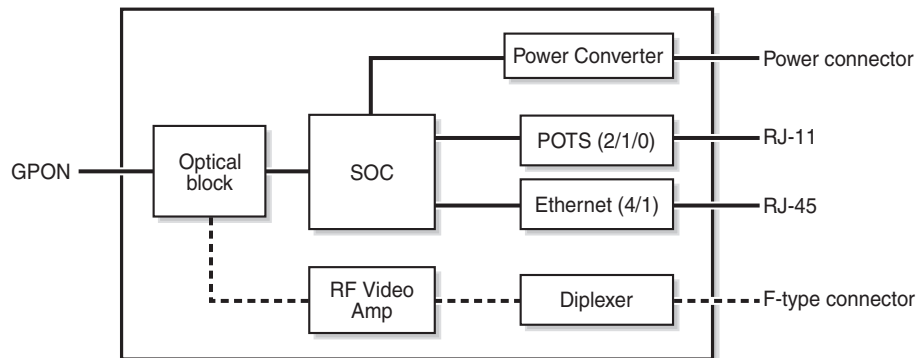 Power Converter
Power connector
POTS (2/1/0)
RJ-11
GPON
Optical
block
SOC
Ethernet (4/1)
RJ-45
RF Video
Amp
Diplexer
F-type connector